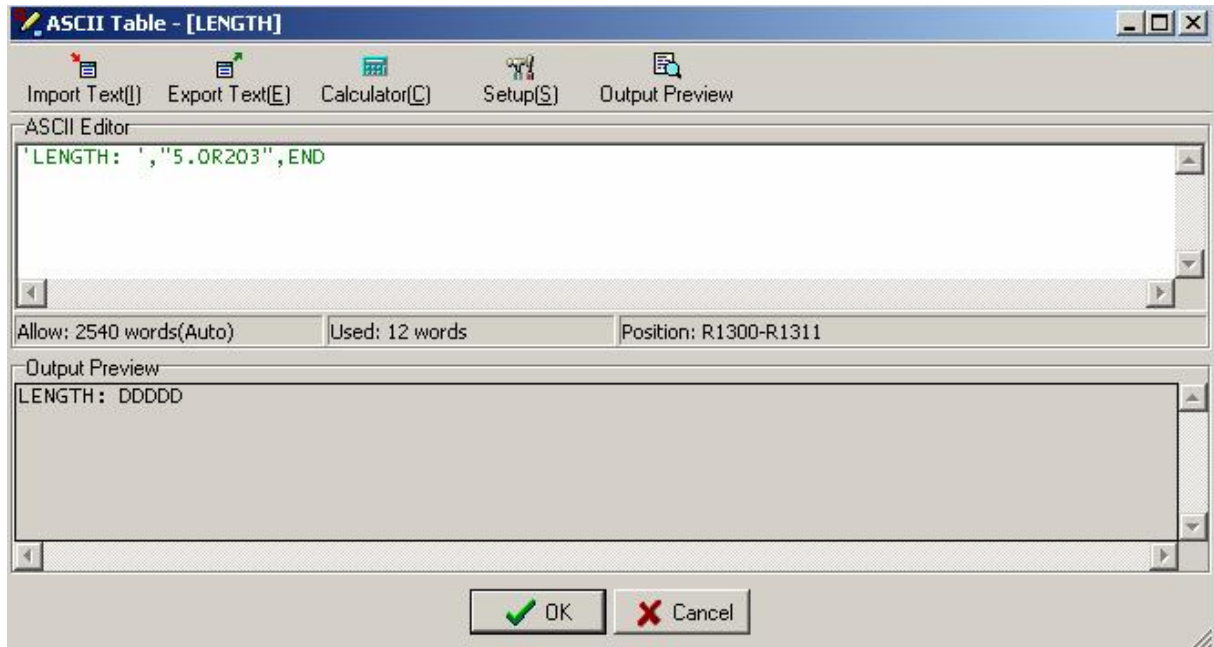 ASCII Table - [LENGTH]
Import Text(I) Export Text(E) Calculator(C) Setup(S) Output Preview
ASCII Editor
'LENGTH: ',"5.0R203",END
Allow: 2540 words(Auto) Used: 12 words Position: R1300-R1311
Output Preview
LENGTH: DDDDD
OK Cancel